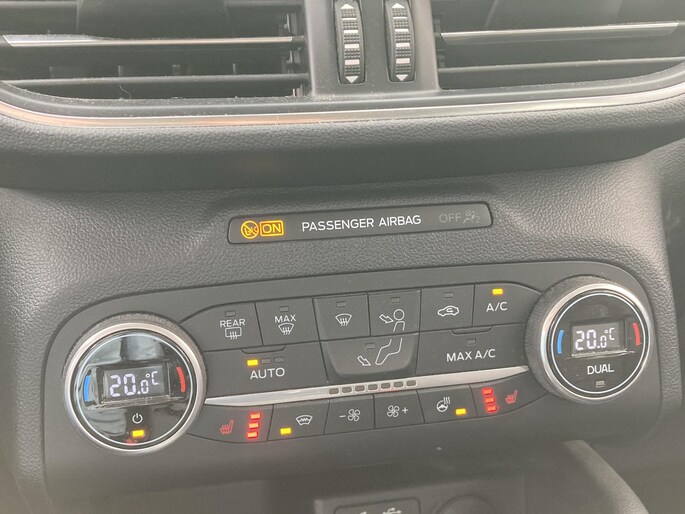 ON PASSENGER AIRBAG OFF
REAR MAX A/C
AUTO MAX A/C
20.0°C 20.0°C
DUAL